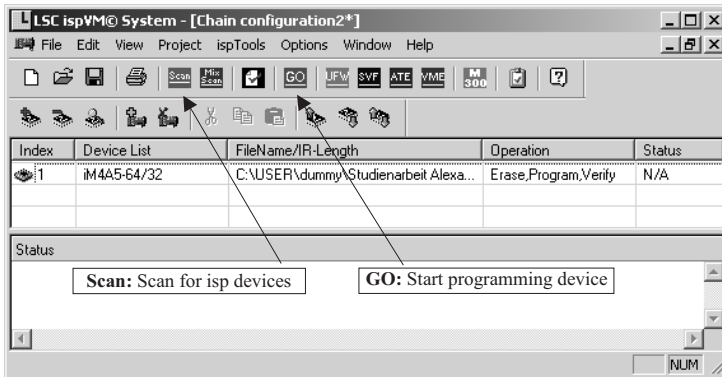 LSC ispVM© System - [Chain configuration2*]
File Edit View Project ispTools Options Window Help
Scan Mix Scan GO UFW SVF ATE VME M 300
Index Device List FileName/IR-Length Operation Status
1 iM4A5-64/32 C:\USER\dummy\Studienarbeit Alexa... Erase,Program,Verify N/A
Status
Scan: Scan for isp devices
GO: Start programming device
NUM